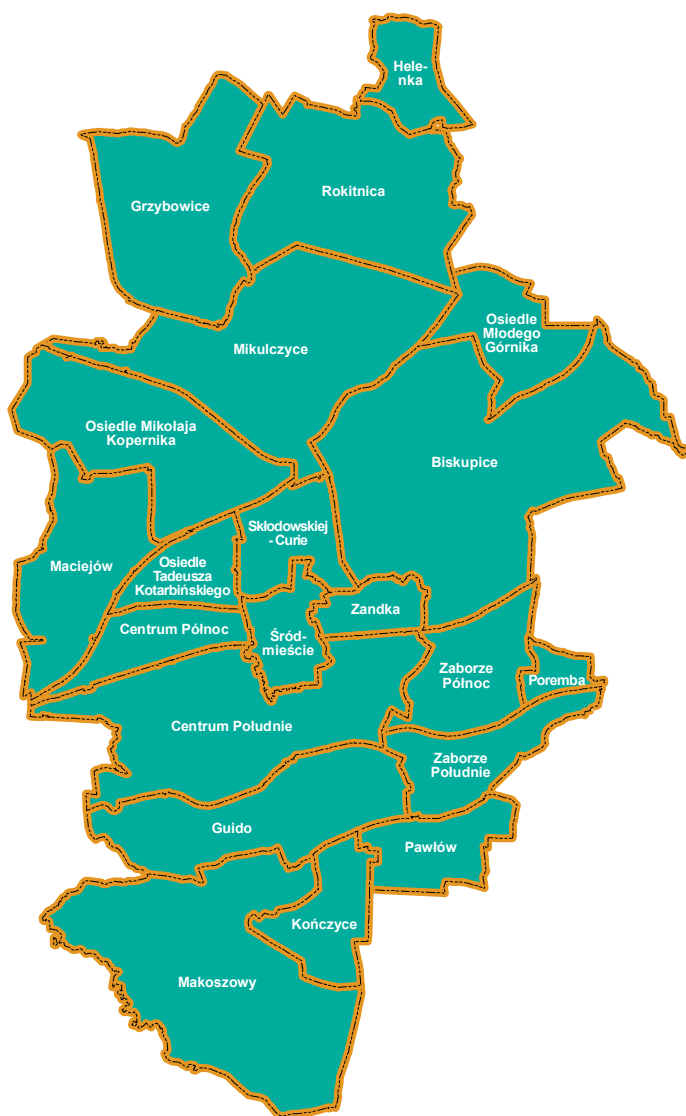 Hele-
nka
Rokitnica
Grzybowice
Osiedle
Młodego
Górnika
Mikulczyce
Osiedle Mikołaja
Kopernika
Biskupice
Skłodowskiej
- Curie
Maciejów
Osiedle
Tadeusza
Kotarbińskiego
Zandka
Centrum Północ
Śród-
mieście
Zaborze
Północ
Poremba
Centrum Południe
Zaborze
Południe
Guido
Pawłów
Kończyce
Makoszowy